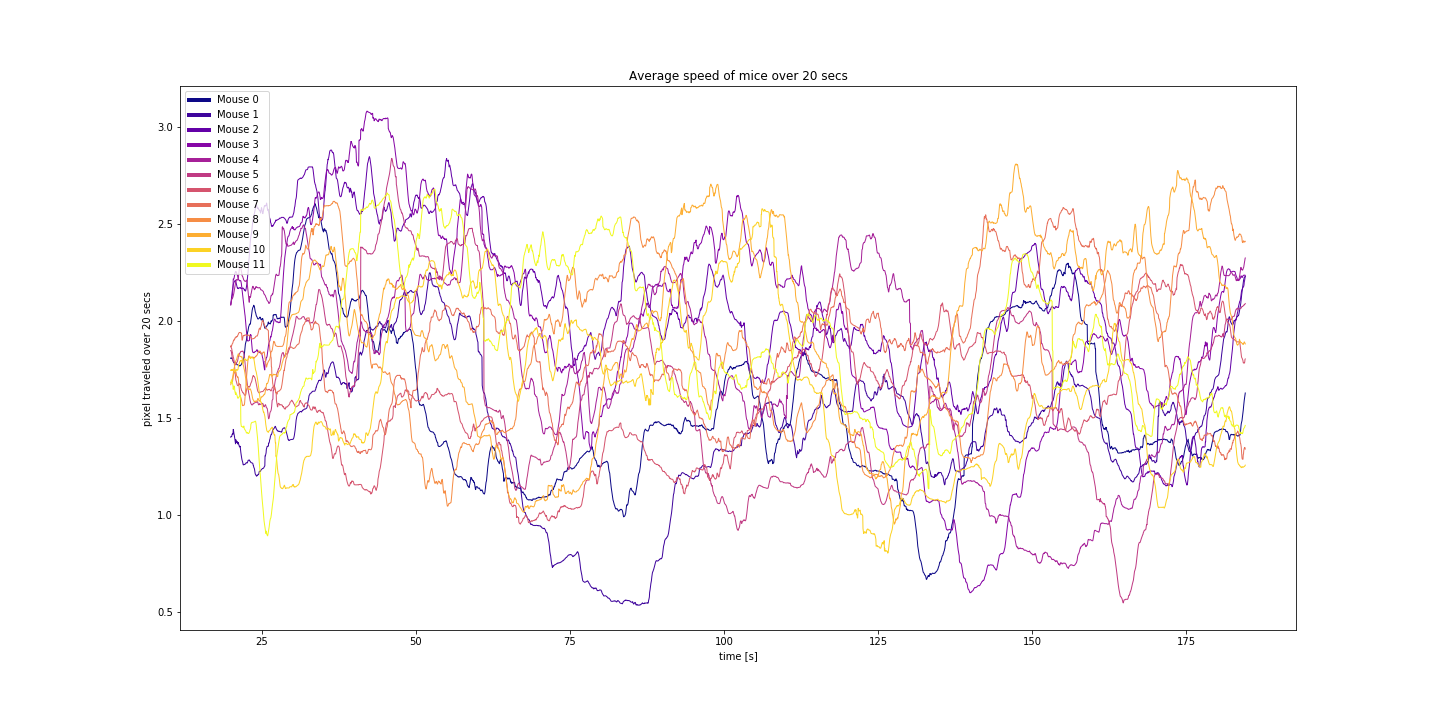 Average speed of mice over 20 secs
Mouse 0
Mouse 1
Mouse 2
Mouse 3
Mouse 4
Mouse 5
Mouse 6
Mouse 7
Mouse 8
Mouse 9
Mouse 10
Mouse 11
3.0
2.5
2.0
1.5
1.0
0.5
pixel traveled over 20 secs
25 50 75 100 125 150 175
time [s]